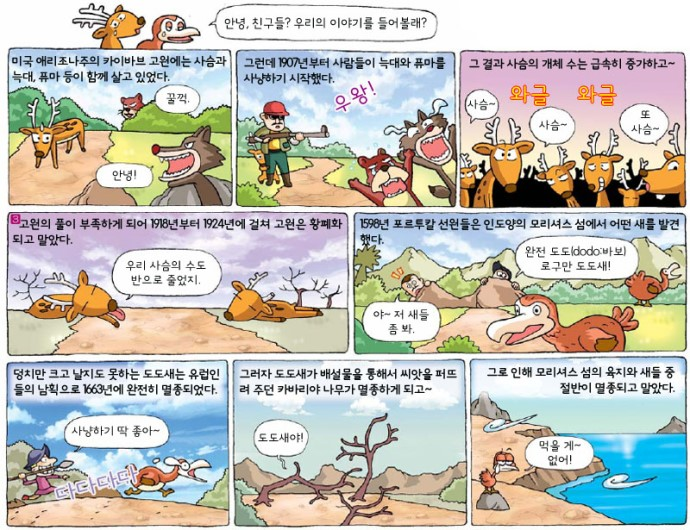 안녕, 친구들? 우리의 이야기를 들어볼래?
미국 애리조나주의 카이바브 고원에는 사슴과
늑대, 퓨마 등이 함께 살고 있었다.
꿀꺽.
안녕!
그런데 1907년부터 사람들이 늑대와 퓨마를
사냥하기 시작했다.
우왕!
그 결과 사슴의 개체 수는 급속히 증가하고~
와글 와글
사슴~
사슴~
또
사슴~
3
고원의 풀이 부족하게 되어 1918년부터 1924년에 걸쳐 고원은 황폐화
되고 말았다.
우리 사슴의 수도
반으로 줄었지.
1598년 포르투칼 선원들은 인도양의 모리셔스 섬에서 어떤 새를 발견
했다.
완전 도도(dodo:바보)
로구만 도도새!
야~ 저 새들
좀 봐.
덩치만 크고 날지도 못하는 도도새는 유럽인
들의 남획으로 1663년에 완전히 멸종되었다.
사냥하기 딱 좋아~
다다다다
그러자 도도새가 배설물을 통해서 씨앗을 퍼뜨
려 주던 카바리야 나무가 멸종하게 되고~
도도새야!
그로 인해 모리셔스 섬의 육지와 새들 중
절반이 멸종되고 말았다.
먹을 게~
없어!